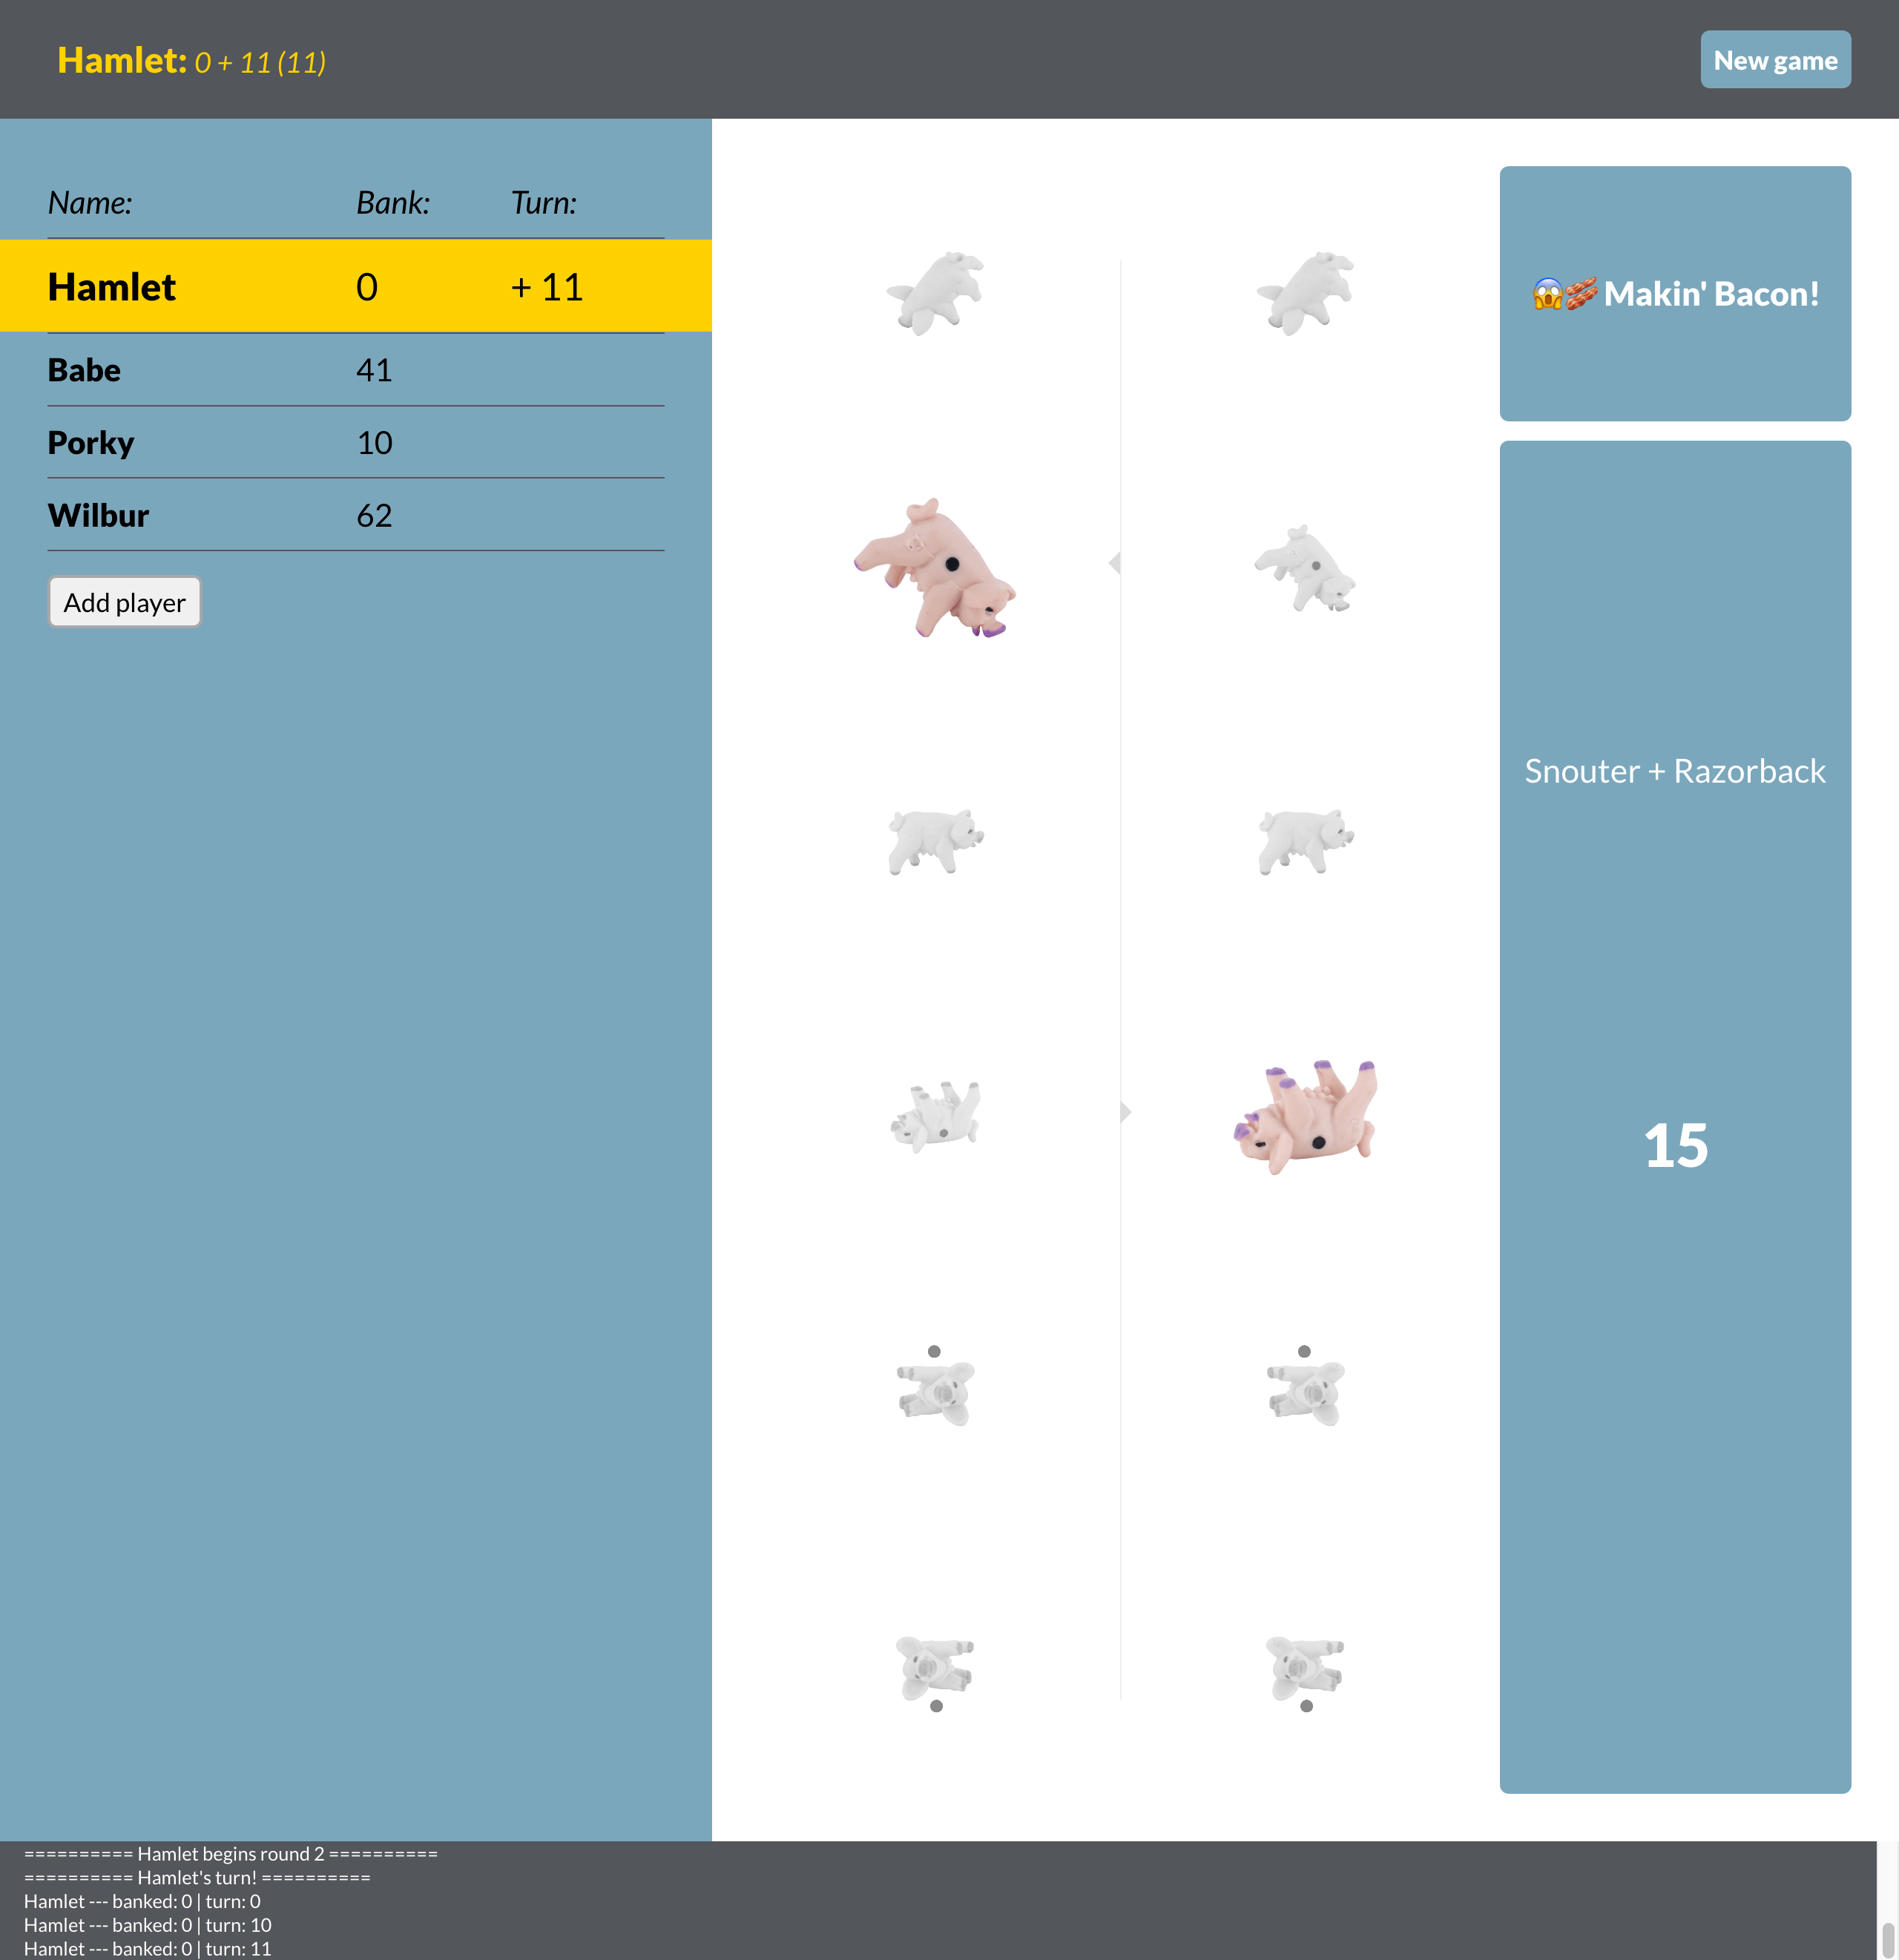 Hamlet: 0 + 11 (11)
New game
Name: Bank: Turn:
Hamlet 0 + 11
Babe 41
Porky 10
Wilbur 62
Add player
😱🥓 Makin' Bacon!
Snouter + Razorback
15
========== Hamlet begins round 2 ==========
========== Hamlet's turn! ==========
Hamlet --- banked: 0 | turn: 0
Hamlet --- banked: 0 | turn: 10
Hamlet --- banked: 0 | turn: 11